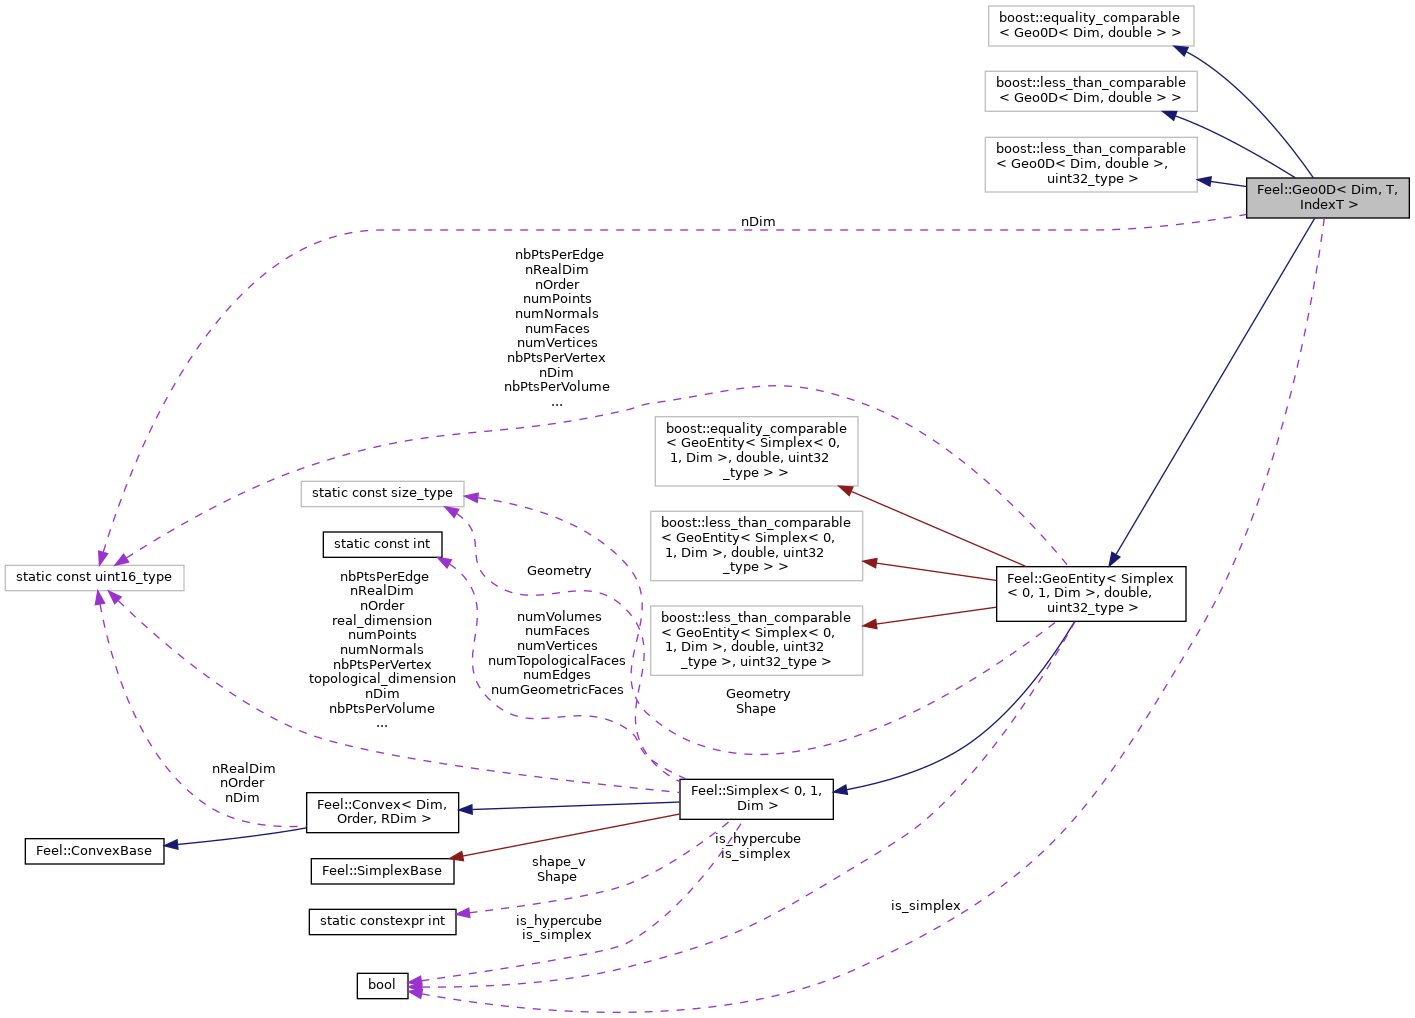 boost::equality_comparable
< Geo0D< Dim, double > >
boost::less_than_comparable
< Geo0D< Dim, double > >
boost::less_than_comparable
< Geo0D< Dim, double >,
uint32_type >
Feel::Geo0D< Dim, T,
IndexT >
nDim
nbPtsPerEdge
nRealDim
nOrder
numPoints
numNormals
numFaces
numVertices
nbPtsPerVertex
nDim
nbPtsPerVolume
...
boost::equality_comparable
< GeoEntity< Simplex< 0,
1, Dim >, double, uint32
_type > >
static const size_type
boost::less_than_comparable
< GeoEntity< Simplex< 0,
1, Dim >, double, uint32
_type > >
static const int
Geometry
static const uint16_type
Feel::GeoEntity< Simplex
< 0, 1, Dim >, double,
uint32_type >
nbPtsPerEdge
nRealDim
nOrder
real_dimension
numPoints
numNormals
nbPtsPerVertex
topological_dimension
nDim
nbPtsPerVolume
...
numVolumes
numFaces
numVertices
numTopologicalFaces
numEdges
numGeometricFaces
boost::less_than_comparable
< GeoEntity< Simplex< 0,
1, Dim >, double, uint32
_type >, uint32_type >
Geometry
Shape
nRealDim
nOrder
nDim
Feel::Simplex< 0, 1,
Dim >
Feel::Convex< Dim,
Order, RDim >
Feel::ConvexBase
Feel::SimplexBase
is_hypercube
is_simplex
shape_v
Shape
static constexpr int
is_hypercube
is_simplex
is_simplex
bool